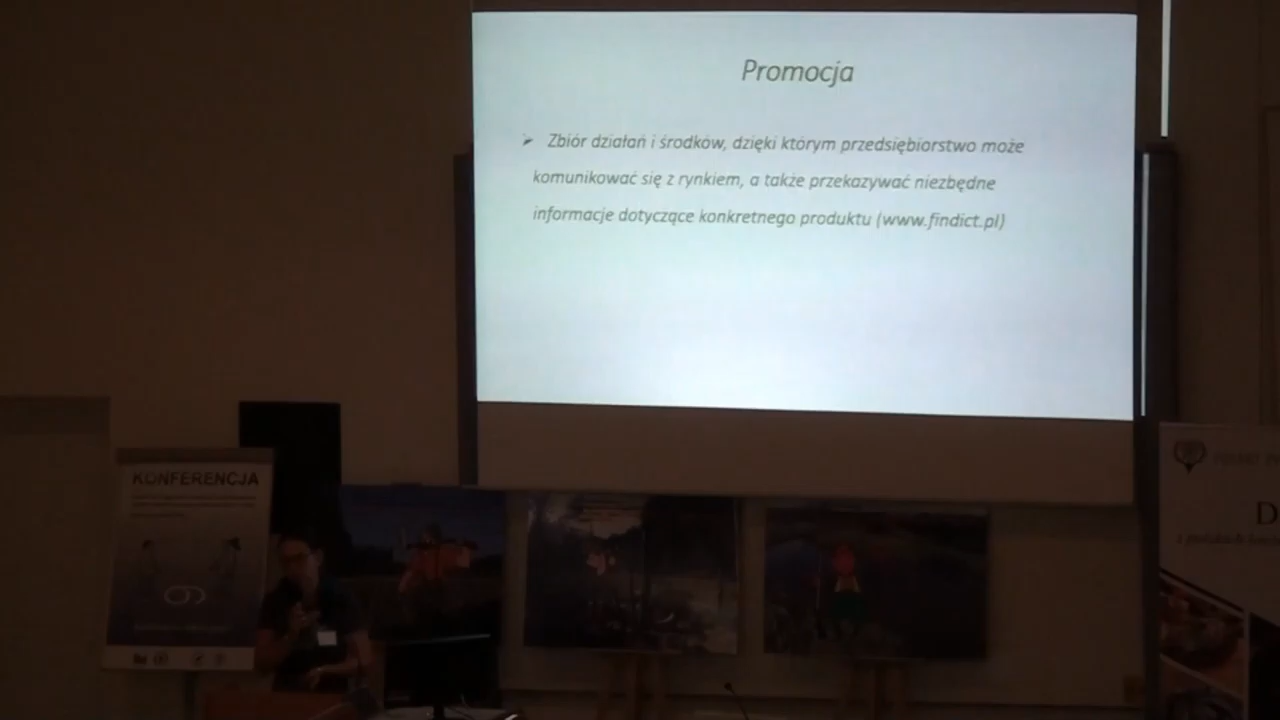 Promocja
Zbiór działań i środków, dzięki którym przedsiębiorstwo może
komunikować się z rynkiem, a także przekazywać niezbędne
informacje dotyczące konkretnego produktu (www.findict.pl)
KONFERENCJA